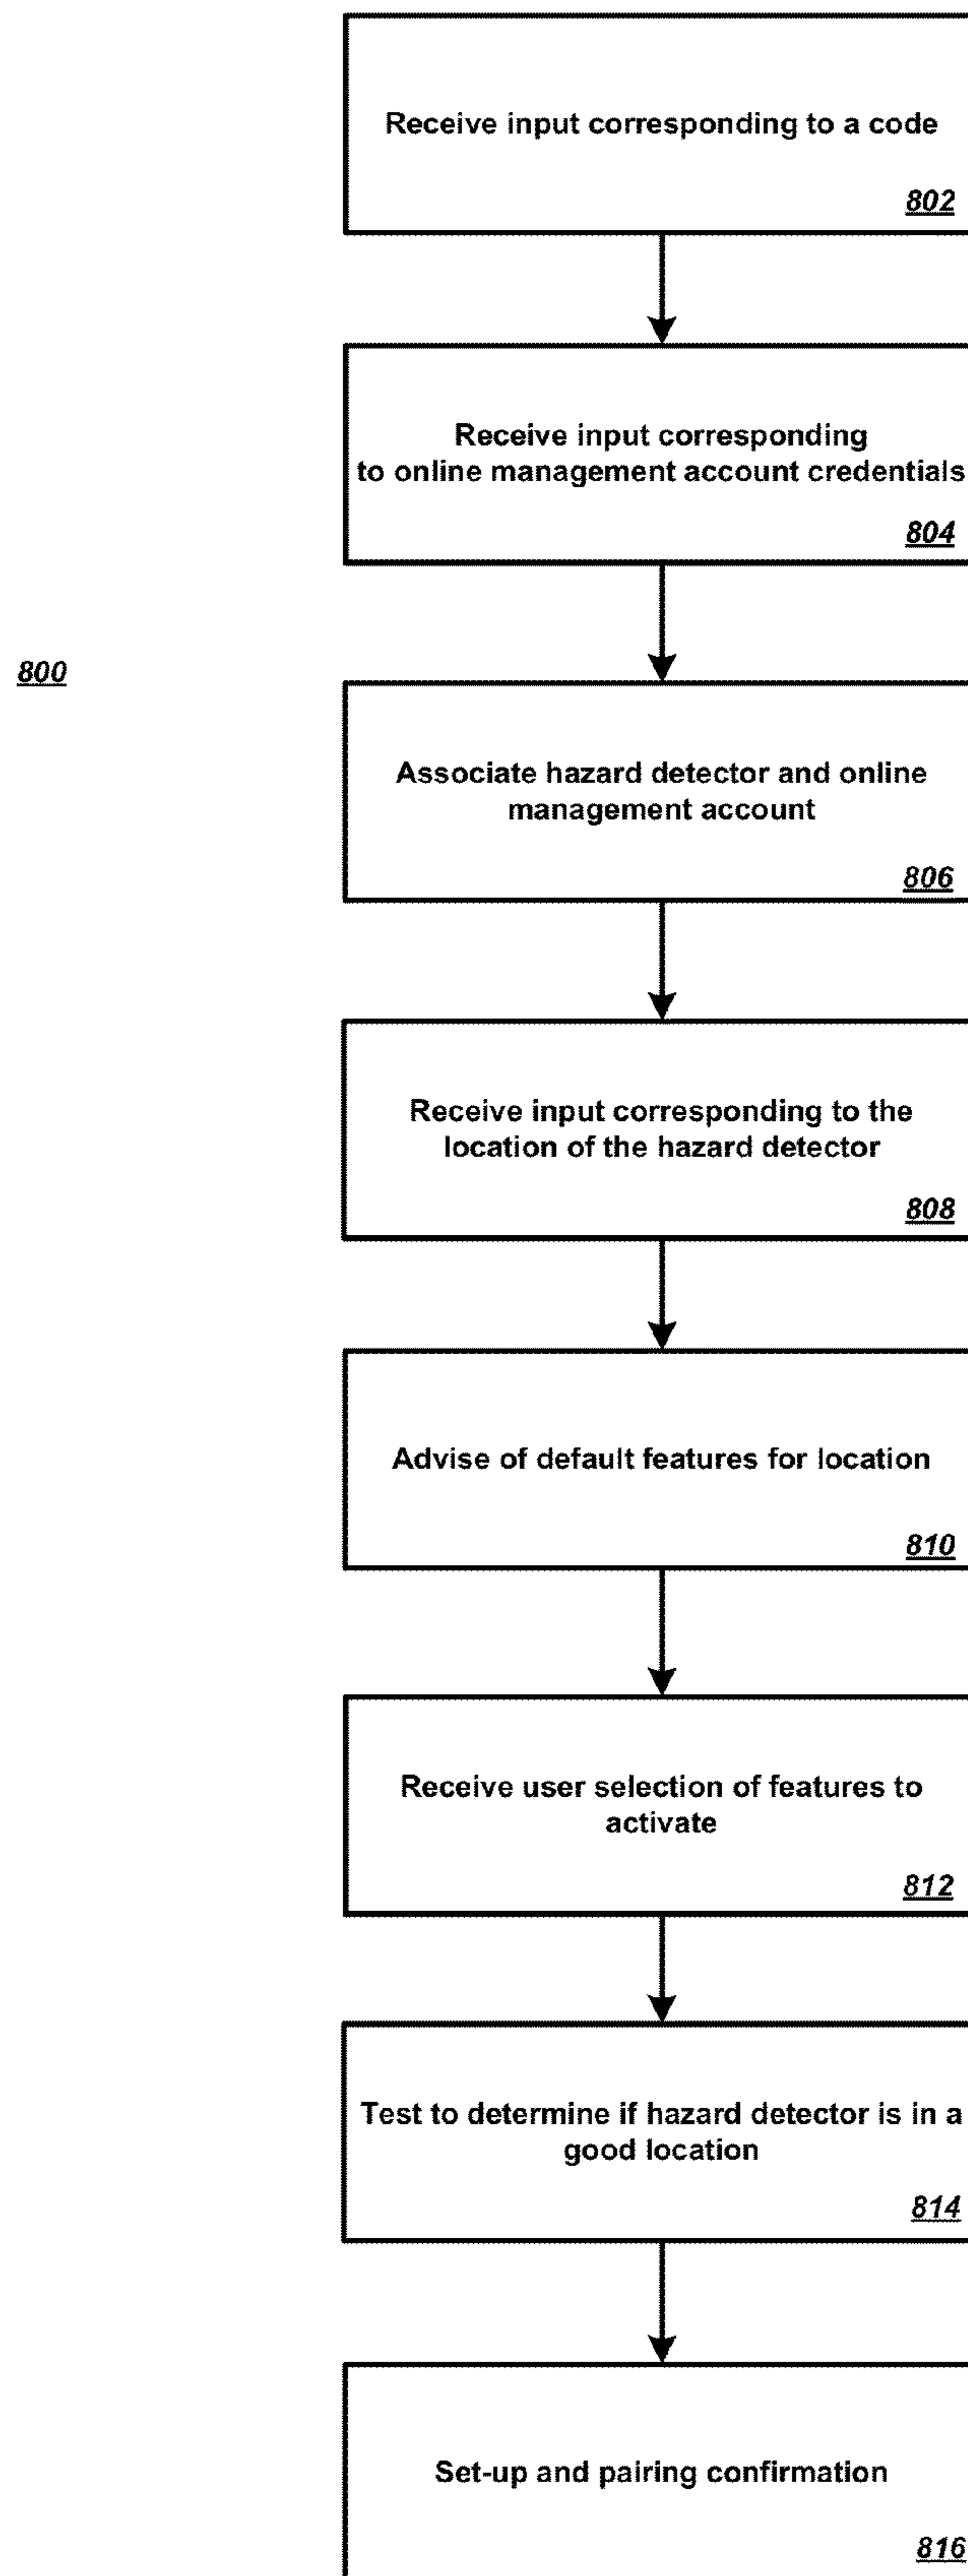 Receive input corresponding to a code
802
Receive input corresponding
to online management account credentials
804
800
Associate hazard detector and online
management account
806
Receive input corresponding to the
location of the hazard detector
808
Advise of default features for location
810
Receive user selection of features to
activate
812
Test to determine if hazard detector is in a
good location
814
Set-up and pairing confirmation
816